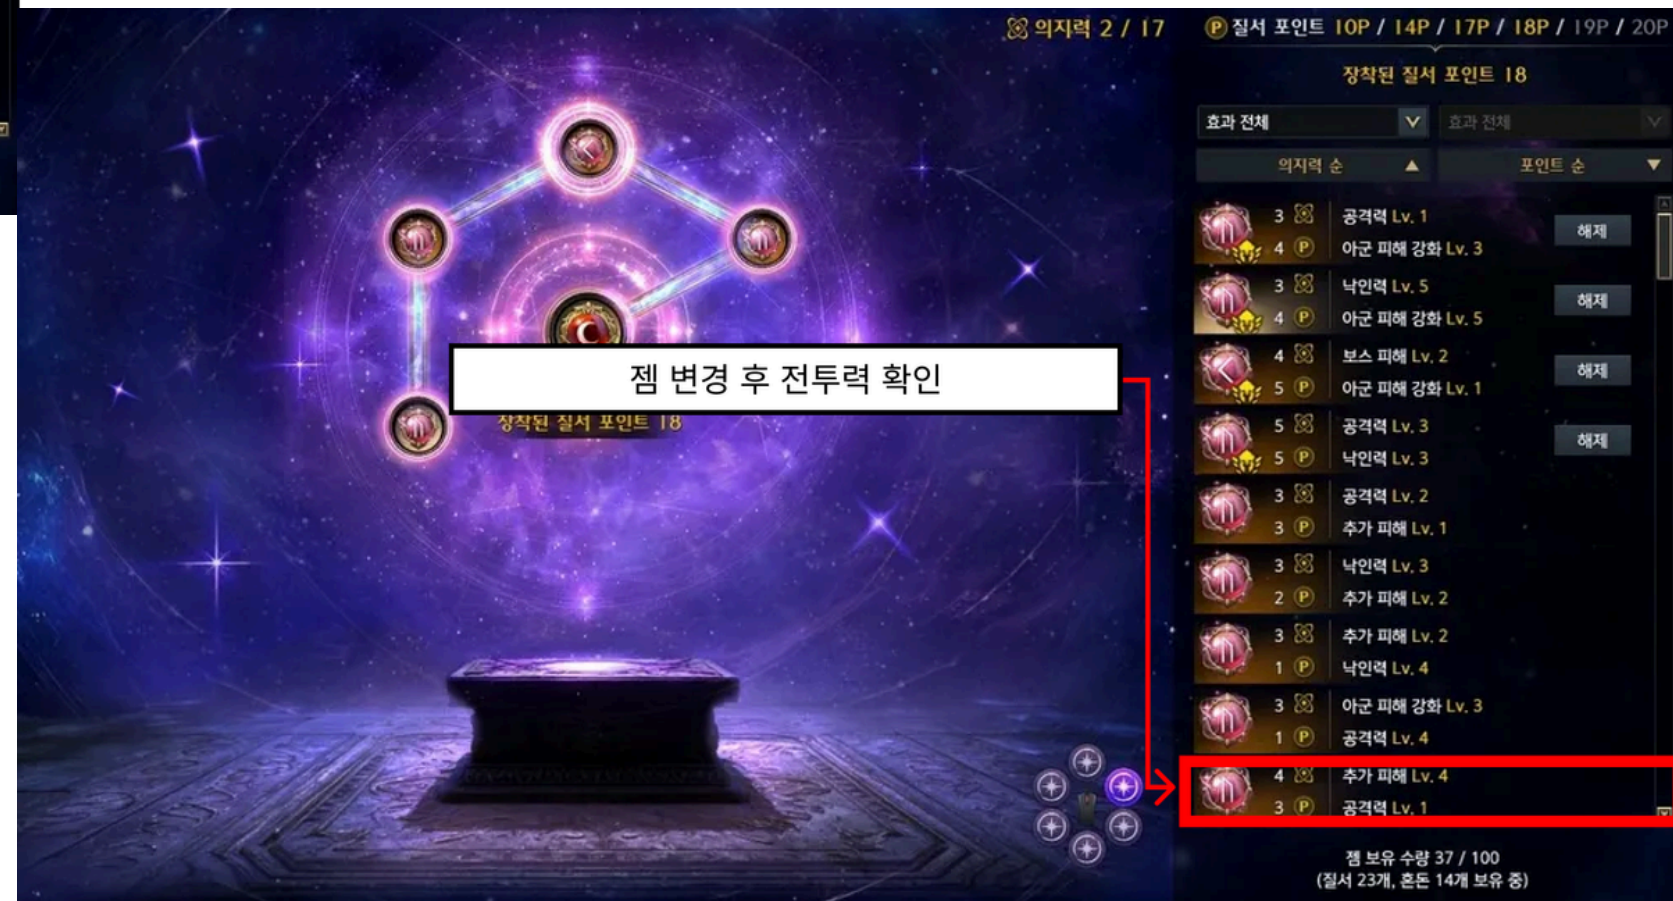 의지력 2 / 17
P 질서 포인트 10P / 14P / 17P / 18P / 19P / 20P
장착된 질서 포인트 18
효과 전체
효과 전체
의지력 순 ▲
포인트 순 ▼
3 공격력 Lv. 1
4 P 아군 피해 강화 Lv. 3
해제
3 낙인력 Lv. 5
4 P 아군 피해 강화 Lv. 5
해제
4 보스 피해 Lv. 2
5 P 아군 피해 강화 Lv. 1
해제
5 공격력 Lv. 3
5 P 낙인력 Lv. 3
해제
3 공격력 Lv. 2
3 P 추가 피해 Lv. 1
3 낙인력 Lv. 3
2 P 추가 피해 Lv. 2
3 추가 피해 Lv. 2
1 P 낙인력 Lv. 4
3 아군 피해 강화 Lv. 3
1 P 공격력 Lv. 4
4 추가 피해 Lv. 4
3 P 공격력 Lv. 1
젬 변경 후 전투력 확인
장착된 질서 포인트 18
젬 보유 수량 37 / 100
(질서 23개, 혼돈 14개 보유 중)